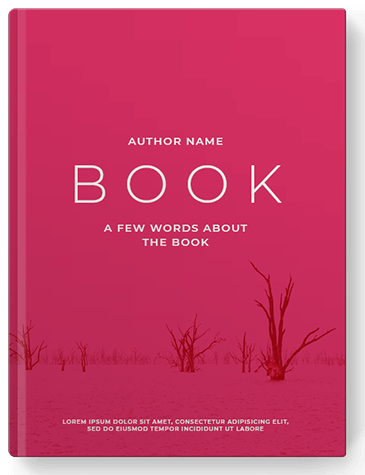 AUTHOR NAME
BOOK
A FEW WORDS ABOUT
THE BOOK
LOREM IPSUM DOLOR SIT AMET, CONSECTETUR ADIPISICING ELIT,
SED DO EIUSMOD TEMPOR INCIDIDUNT UT LABORE